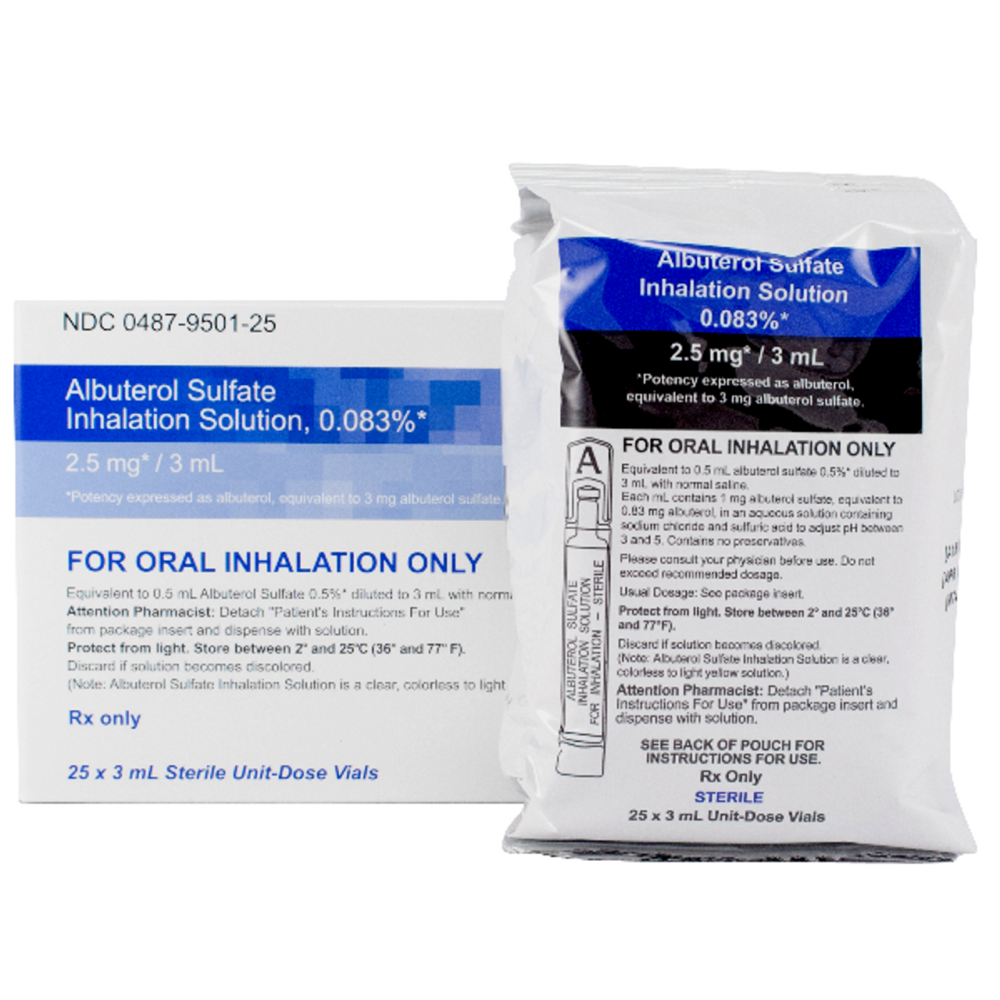 NDC 0487-9501-25
Albuterol Sulfate
Inhalation Solution, 0.083%*
2.5 mg* / 3 mL
*Potency expressed as albuterol, equivalent to 3 mg albuterol sulfate.
FOR ORAL INHALATION ONLY
Equivalent to 0.5 mL Albuterol Sulfate 0.5%* diluted to 3 mL with
Attention Pharmacist: Detach "Patient's Instructions For Use"
from package insert and dispense with solution.
Protect from light. Store between 2° and 25°C (36° and 77° F).
Discard if solution becomes discolored.
(Note: Albuterol Sulfate Inhalation Solution is a clear, colorless to light
Rx only
25 x 3 mL Sterile Unit-Dose Vials
Albuterol Sulfate
Inhalation Solution
0.083%*
2.5 mg* / 3 mL
*Potency expressed as albuterol,
equivalent to 3 mg albuterol sulfate.
A
ALBUTEROL SULFATE
INHALATION SOLUTION
FOR INHALATION – STERILE
FOR ORAL INHALATION ONLY
Equivalent to 0.5 mL albuterol sulfate 0.5%* diluted to
3 mL with normal saline.
Each mL contains 1 mg albuterol sulfate, equivalent to
0.83 mg albuterol, in an aqueous solution containing
sodium chloride and sulfuric acid to adjust pH between
3 and 5. Contains no preservatives.
Please consult your physician before use. Do not
exceed recommended dosage.
Usual Dosage: See package insert.
Protect from light. Store between 2° and 25°C (36°
and 77°F).
Discard if solution becomes discolored.
(Note: Albuterol Sulfate Inhalation Solution is a clear,
colorless to light yellow solution.)
Attention Pharmacist: Detach "Patient's
Instructions For Use" from package insert and
dispense with solution.
SEE BACK OF POUCH FOR
INSTRUCTIONS FOR USE.
Rx Only
STERILE
25 x 3 mL Unit-Dose Vials